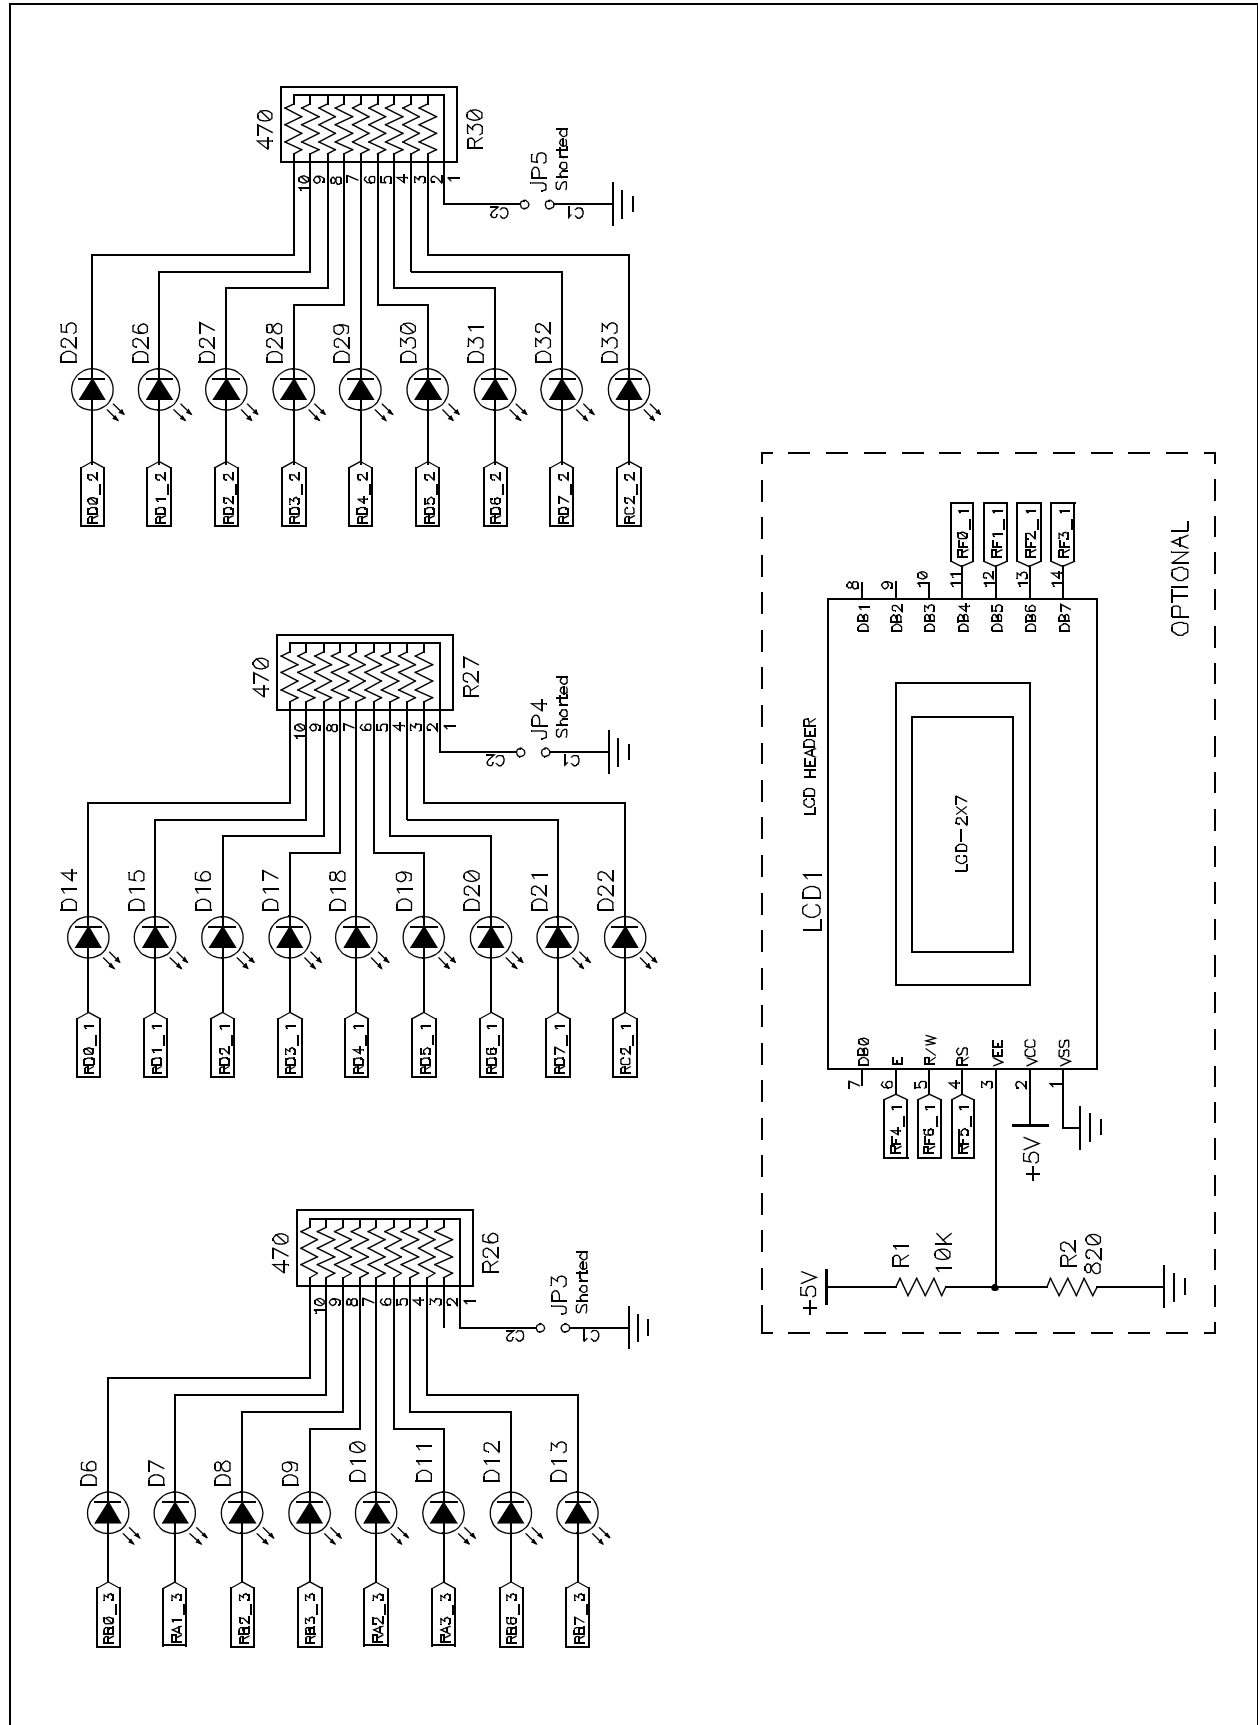 470
R30
10
9
8
7
6
5
4
3
2
1
JP5
Shorted
C2
C1
D25
D26
D27
D28
D29
D30
D31
D32
D33
RD0_2
RD1_2
RD2_2
RD3_2
RD4_2
RD5_2
RD6_2
RD7_2
RC2_2
470
R27
10
9
8
7
6
5
4
3
2
1
JP4
Shorted
C2
C1
D14
D15
D16
D17
D18
D19
D20
D21
D22
RD0_1
RD1_1
RD2_1
RD3_1
RD4_1
RD5_1
RD6_1
RD7_1
RC2_1
470
R26
10
9
8
7
6
5
4
3
2
1
JP3
Shorted
C2
C1
D6
D7
D8
D9
D10
D11
D12
D13
RB0_3
RA1_3
RB2_3
RB3_3
RA2_3
RA3_3
RB6_3
RB7_3
OPTIONAL
RF0_1
RF1_1
RF2_1
RF3_1
8
9
10
11
12
13
14
DB1
DB2
DB3
DB4
DB5
DB6
DB7
LCD1
LCD HEADER
LCD-2X7
DB0
E
R/W
RS
VEE
VCC
VSS
7
6
5
4
3
2
1
RF4_1
RF6_1
RF5_1
+5V
+5V
R1
10K
R2
820